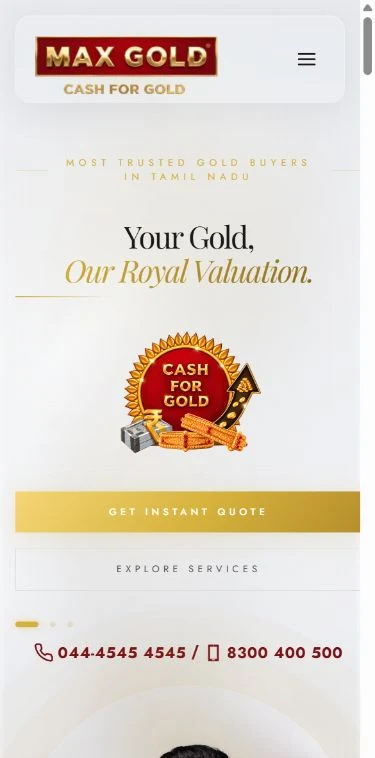 MAX GOLD
CASH FOR GOLD
MOST TRUSTED GOLD BUYERS
IN TAMIL NADU
Your Gold,
Our Royal Valuation.
CASH
FOR
GOLD
₹
GET INSTANT QUOTE
EXPLORE SERVICES
044-4545 4545 / 8300 400 500